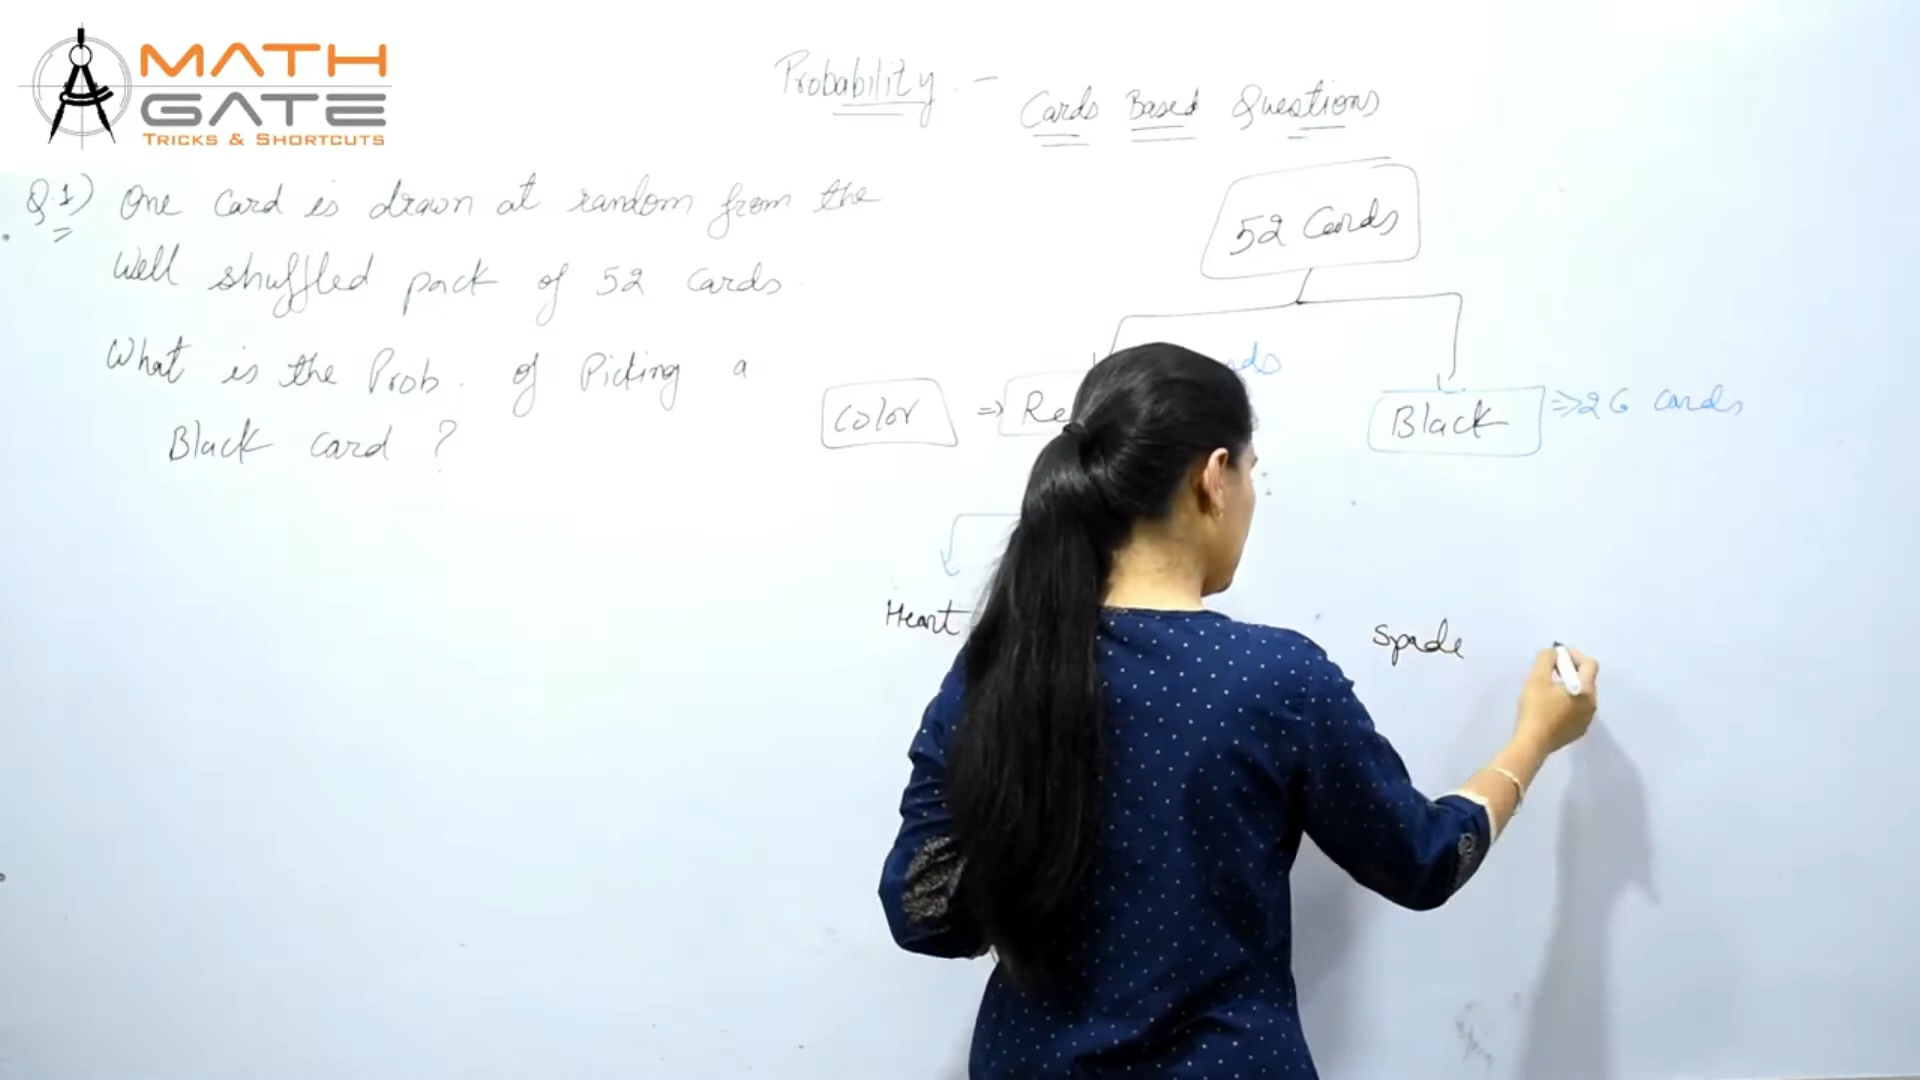 MATH
GATE
TRICKS & SHORTCUTS
Probability - Cards Based Questions
Q.1) One Card is drawn at random from the
Well shuffled pack of 52 cards.
What is the Prob. of Picking a
Black card ?
52 Cards
Color => Re
Black => 26 cards
Heart
Spade